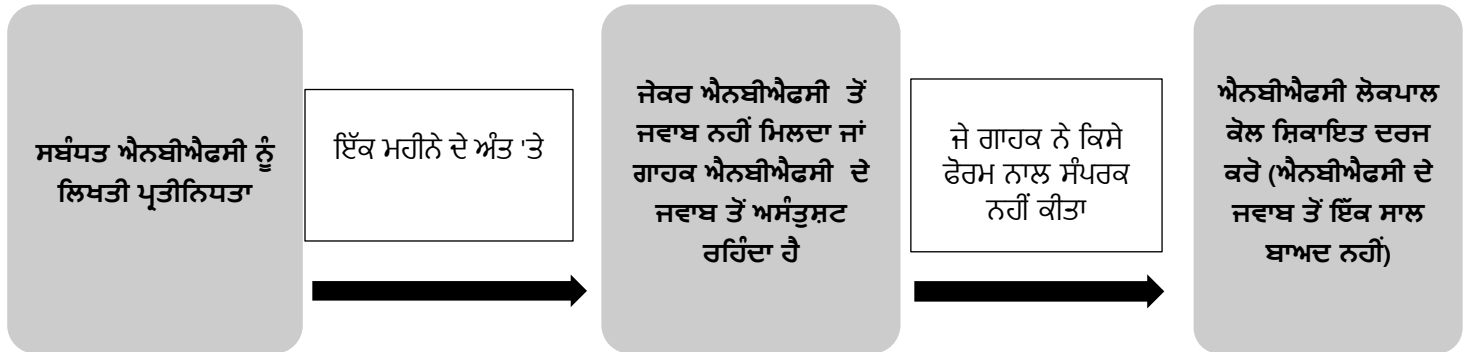 ਸਬੰਧਤ ਐਨਬੀਐਫਸੀ ਨੂੰ
ਲਿਖਤੀ ਪ੍ਰਤੀਨਿਧਤਾ
ਇੱਕ ਮਹੀਨੇ ਦੇ ਅੰਤ 'ਤੇ
ਜੇਕਰ ਐਨਬੀਐਫਸੀ ਤੋਂ
ਜਵਾਬ ਨਹੀਂ ਮਿਲਦਾ ਜਾਂ
ਗਾਹਕ ਐਨਬੀਐਫਸੀ ਦੇ
ਜਵਾਬ ਤੋਂ ਅਸੰਤੁਸ਼ਟ
ਰਹਿੰਦਾ ਹੈ
ਜੇ ਗਾਹਕ ਨੇ ਕਿਸੇ
ਫੋਰਮ ਨਾਲ ਸੰਪਰਕ
ਨਹੀਂ ਕੀਤਾ
ਐਨਬੀਐਫਸੀ ਲੋਕਪਾਲ
ਕੋਲ ਸ਼ਿਕਾਇਤ ਦਰਜ
ਕਰੋ (ਐਨਬੀਐਫਸੀ ਦੇ
ਜਵਾਬ ਤੋਂ ਇੱਕ ਸਾਲ
ਬਾਅਦ ਨਹੀਂ)